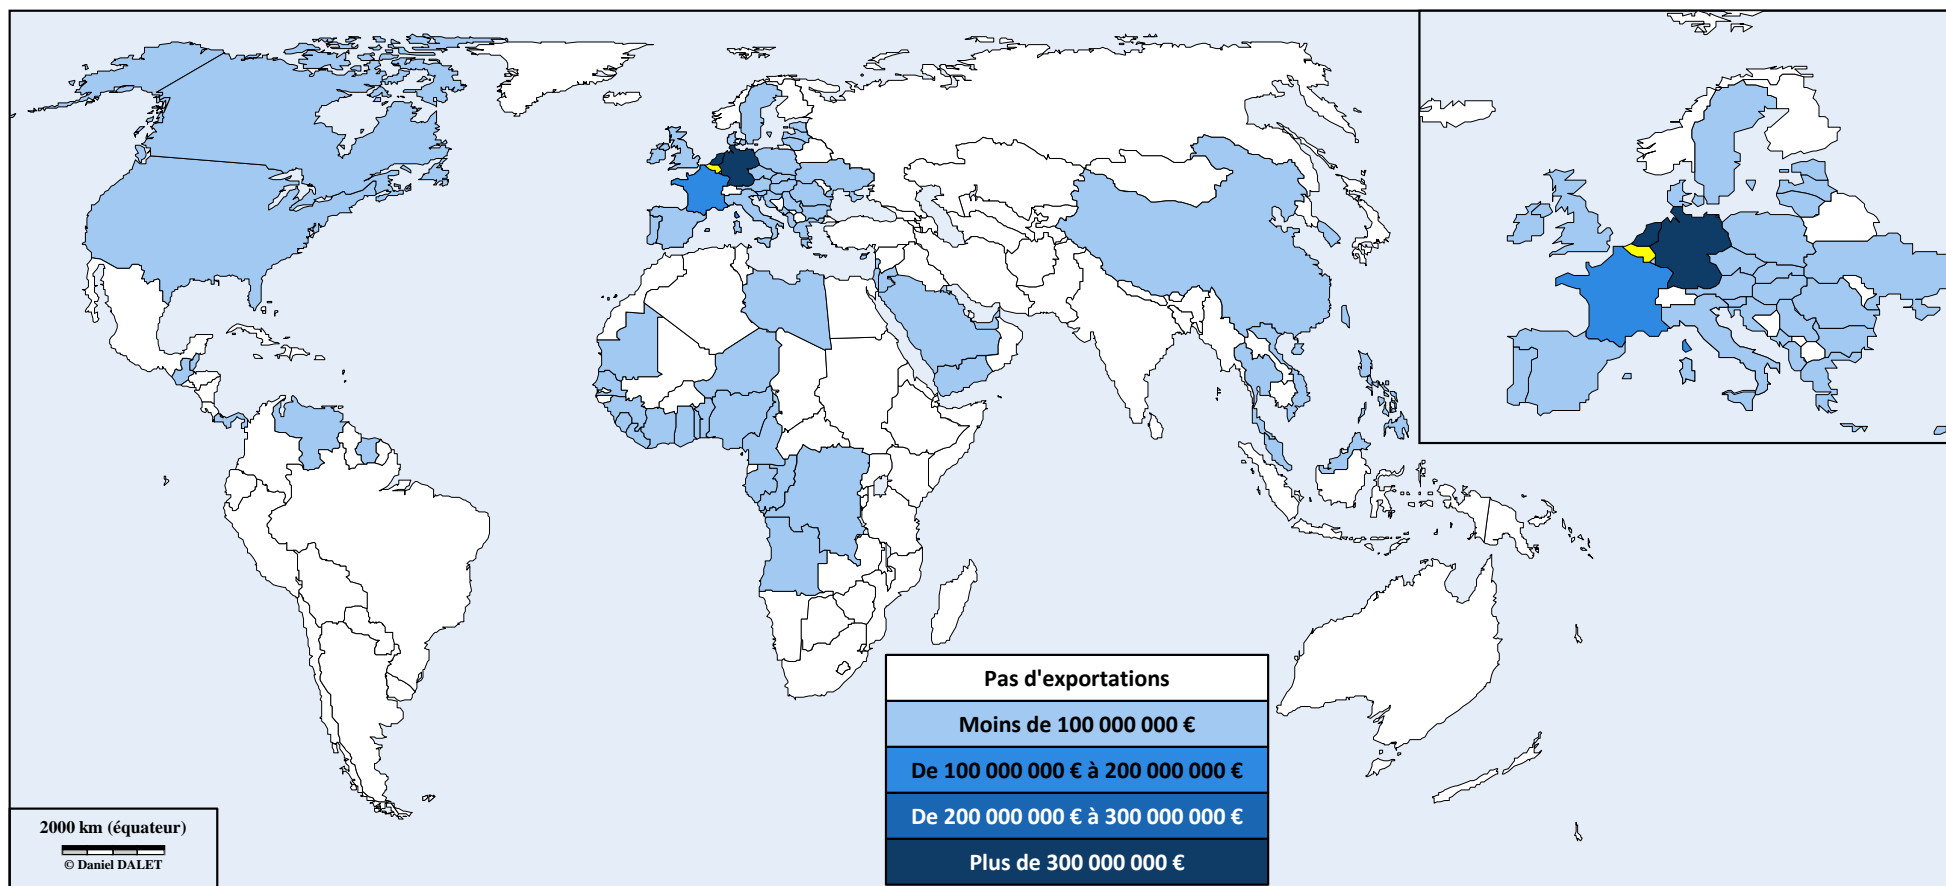 Pas d'exportations
Moins de 100 000 000 €
De 100 000 000 € à 200 000 000 €
De 200 000 000 € à 300 000 000 €
Plus de 300 000 000 €
2000 km (équateur)
© Daniel DALET